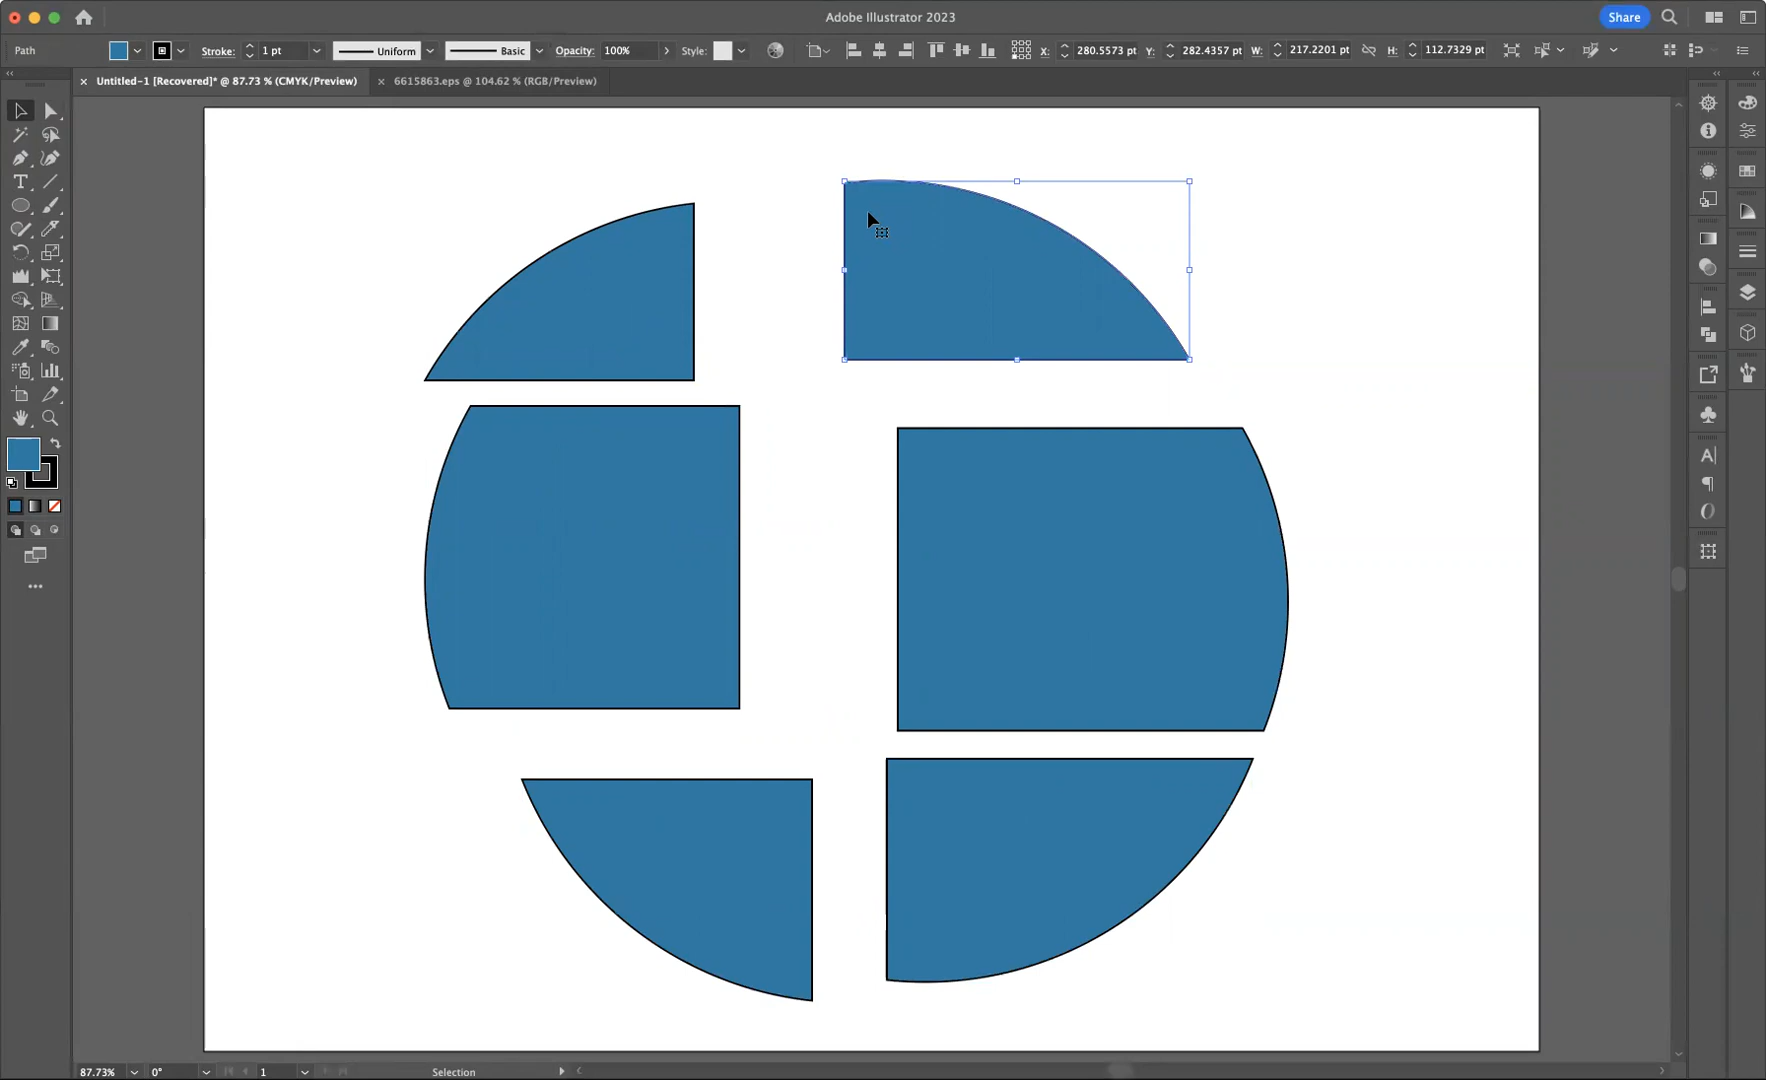 Adobe Illustrator 2023
Share
Path
Stroke:
1 pt
Uniform
Basic
Opacity:
100%
Style:
X:
280.5573 pt
Y:
282.4357 pt
W:
217.2201 pt
H:
112.7329 pt
Untitled-1 [Recovered]* @ 87.73 % (CMYK/Preview)
6615863.eps @ 104.62 % (RGB/Preview)
87.73%
0°
1
Selection